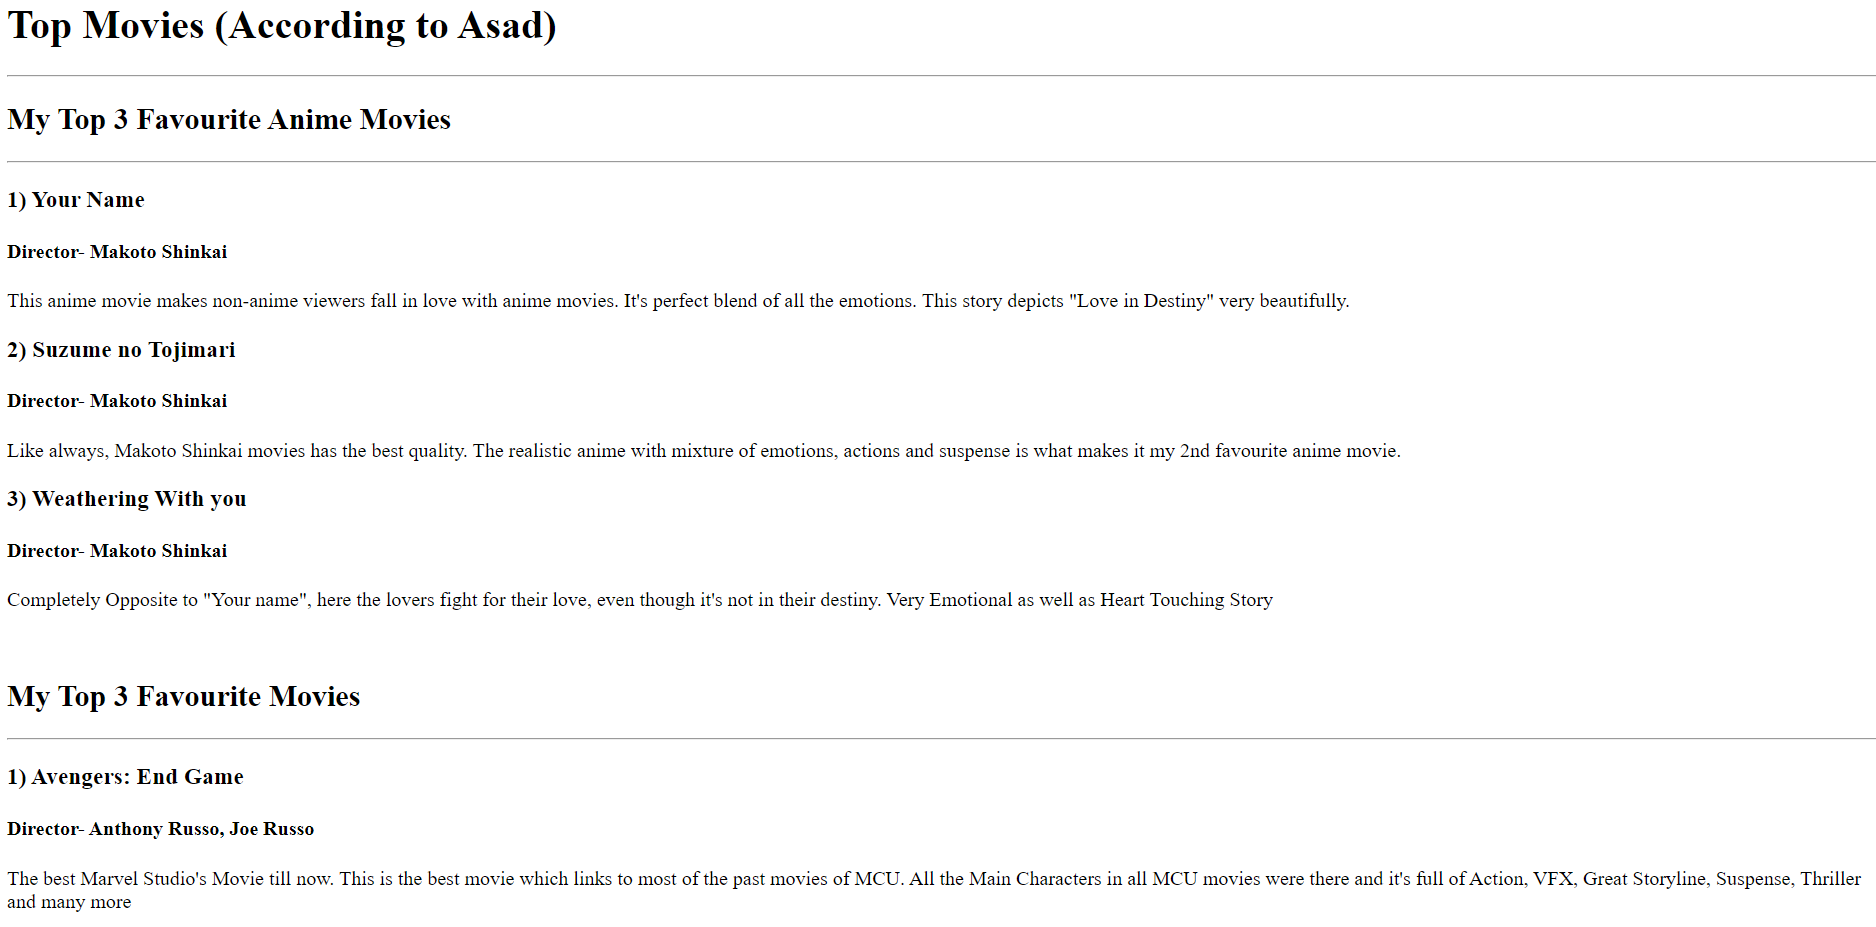 Top Movies (According to Asad)
My Top 3 Favourite Anime Movies
1) Your Name
Director- Makoto Shinkai
This anime movie makes non-anime viewers fall in love with anime movies. It's perfect blend of all the emotions. This story depicts "Love in Destiny" very beautifully.
2) Suzume no Tojimari
Director- Makoto Shinkai
Like always, Makoto Shinkai movies has the best quality. The realistic anime with mixture of emotions, actions and suspense is what makes it my 2nd favourite anime movie.
3) Weathering With you
Director- Makoto Shinkai
Completely Opposite to "Your name", here the lovers fight for their love, even though it's not in their destiny. Very Emotional as well as Heart Touching Story
My Top 3 Favourite Movies
1) Avengers: End Game
Director- Anthony Russo, Joe Russo
The best Marvel Studio's Movie till now. This is the best movie which links to most of the past movies of MCU. All the Main Characters in all MCU movies were there and it's full of Action, VFX, Great Storyline, Suspense, Thriller
and many more